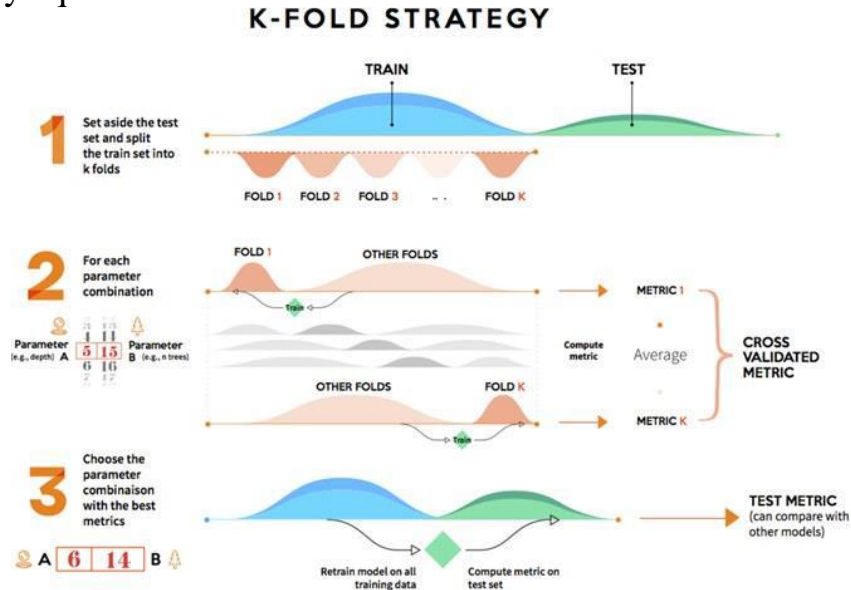 K-FOLD STRATEGY
TRAIN
TEST
1
Set aside the test
set and split
the train set into
k folds
FOLD 1
FOLD 2
FOLD 3
. . .
FOLD K
2
For each
parameter
combination
FOLD 1
OTHER FOLDS
Train
METRIC 1
Parameter
(e.g., depth) A
4 14
5 15
6 16
Parameter
B (e.g., n trees)
Compute
metric
Average
CROSS
VALIDATED
METRIC
OTHER FOLDS
FOLD K
Train
METRIC K
3
Choose the
parameter
combinaison
with the best
metrics
A 6 14 B
Retrain model on all
training data
Compute metric on
test set
TEST METRIC
(can compare with
other models)